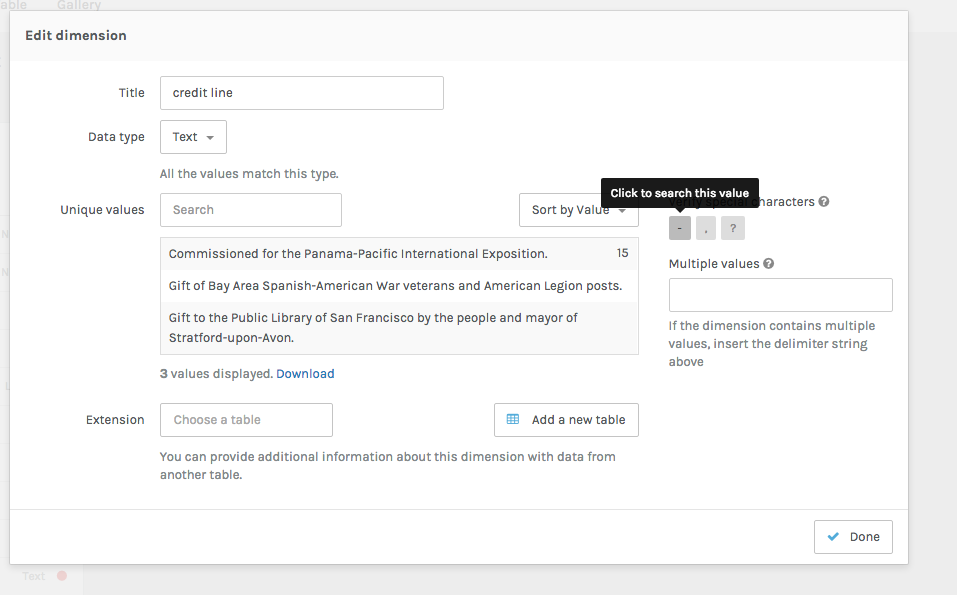 able Gallery
Edit dimension
Title credit line
Data type Text
All the values match this type.
Click to search this value
Unique values Search Sort by Value Verify special characters ?
- , ?
Commissioned for the Panama-Pacific International Exposition. 15
Gift of Bay Area Spanish-American War veterans and American Legion posts.
Gift to the Public Library of San Francisco by the people and mayor of
Stratford-upon-Avon.
Multiple values ?
If the dimension contains multiple
values, insert the delimiter string
above
3 values displayed. Download
Extension Choose a table Add a new table
You can provide additional information about this dimension with data from
another table.
Done
Text